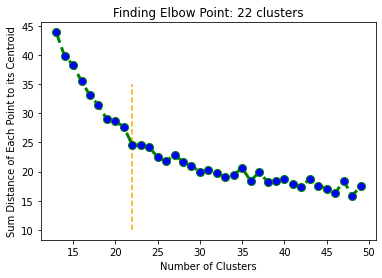 Finding Elbow Point: 22 clusters
Sum Distance of Each Point to its Centroid
45
40
35
30
25
20
15
10
15 20 25 30 35 40 45 50
Number of Clusters